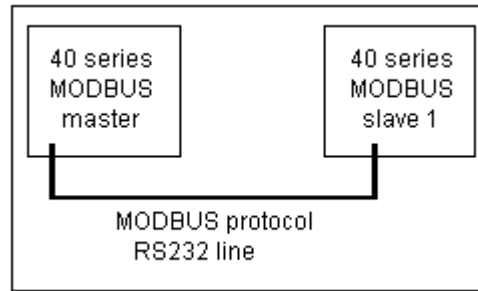 40 series
MODBUS
master
40 series
MODBUS
slave 1
MODBUS protocol
RS232 line